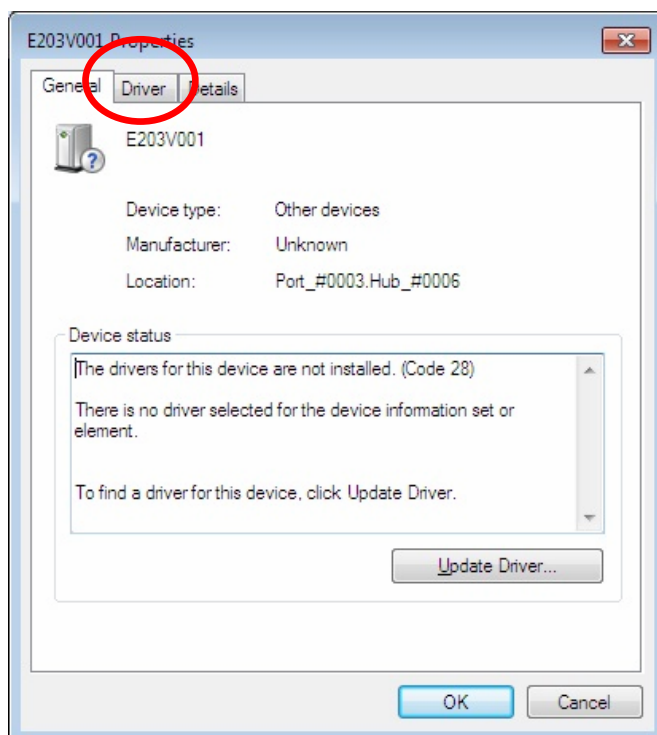 E203V001 Properties
General Driver Details
E203V001
Device type: Other devices
Manufacturer: Unknown
Location: Port_#0003.Hub_#0006
Device status
The drivers for this device are not installed. (Code 28)
There is no driver selected for the device information set or
element.
To find a driver for this device, click Update Driver.
Update Driver...
OK Cancel